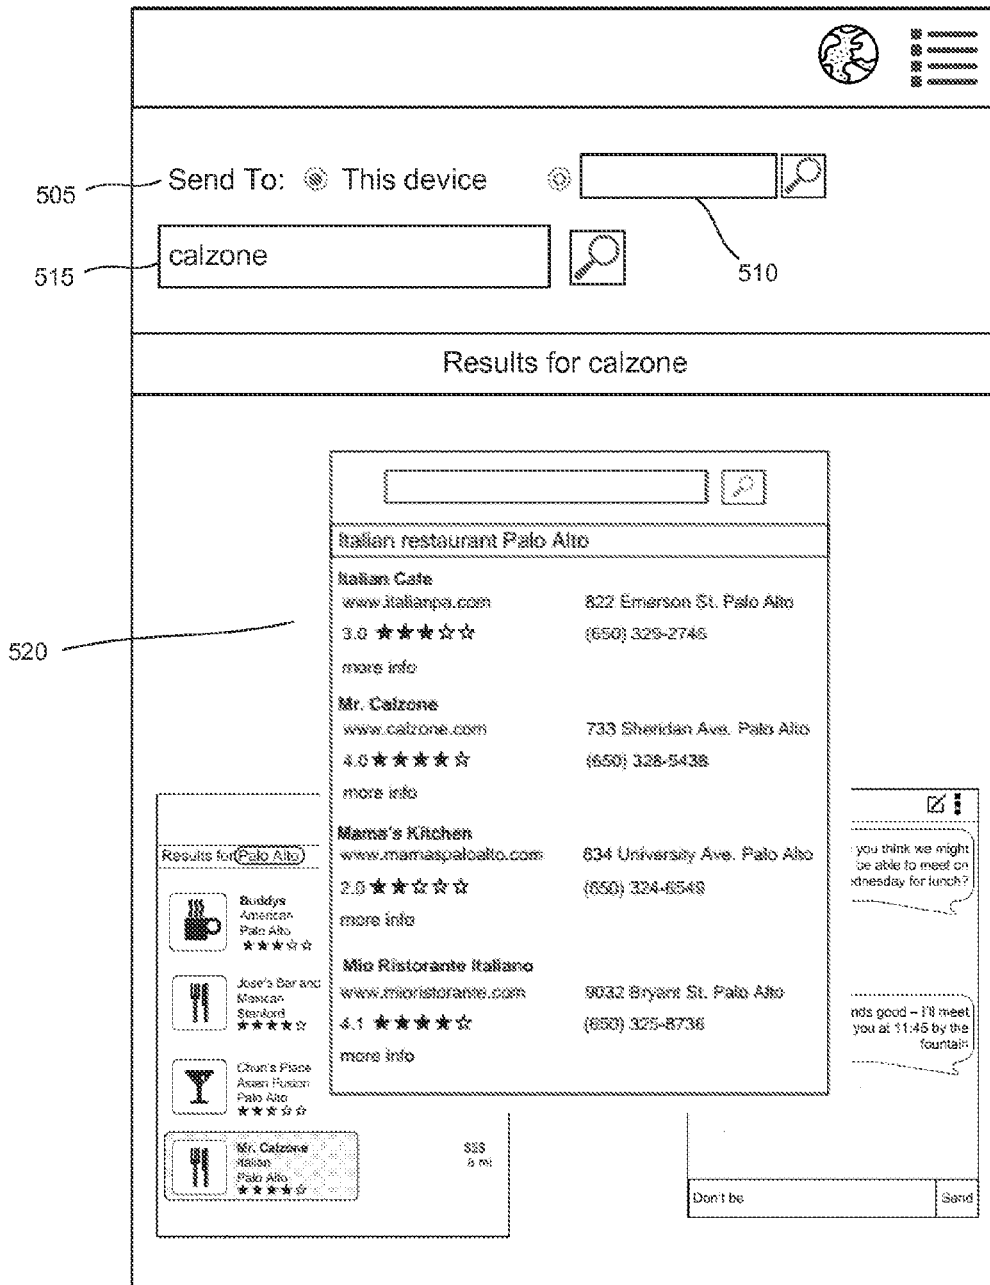 505
Send To: This device
510
515
calzone
Results for calzone
520
Italian restaurant Palo Alto
Italian Cafe
www.italianpa.com
822 Emerson St. Palo Alto
3.0 ★★★☆☆
(650) 329-2746
more info
Mr. Calzone
www.calzone.com
733 Sheridan Ave. Palo Alto
4.0 ★★★★☆
(650) 328-5438
more info
Mama's Kitchen
www.mamaspaloalto.com
834 University Ave. Palo Alto
2.0 ★★☆☆☆
(650) 324-6549
more info
Mio Ristorante Italiano
www.mioristorante.com
9032 Bryant St. Palo Alto
4.1 ★★★★☆
(650) 325-8736
more info
Results for Palo Alto
Buddys
American
Palo Alto
★★★☆☆
Jose's Bar and
Mexican
Stanford
★★★★☆
Chun's Place
Asian Fusion
Palo Alto
★★★☆☆
Mr. Calzone
Italian
Palo Alto
★★★★☆
$$$
mi
you think we might
be able to meet on
dnesday for lunch?
nds good – I'll meet
you at 11:45 by the
fountain
Don't be
Send